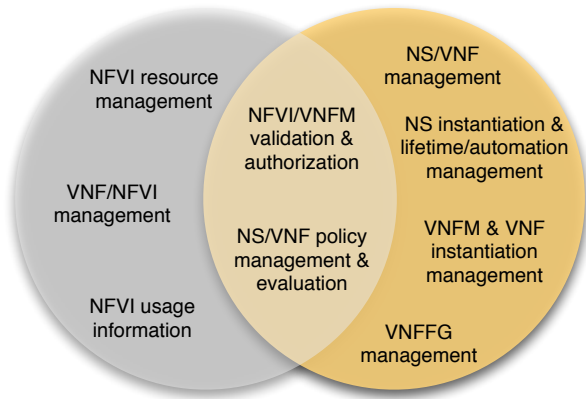 NFVI resource
management
VNF/NFVI
management
NFVI usage
information
NFVI/VNFM
validation &
authorization
NS/VNF policy
management &
evaluation
NS/VNF
management
NS instantiation &
lifetime/automation
management
VNFM & VNF
instantiation
management
VNFFG
management